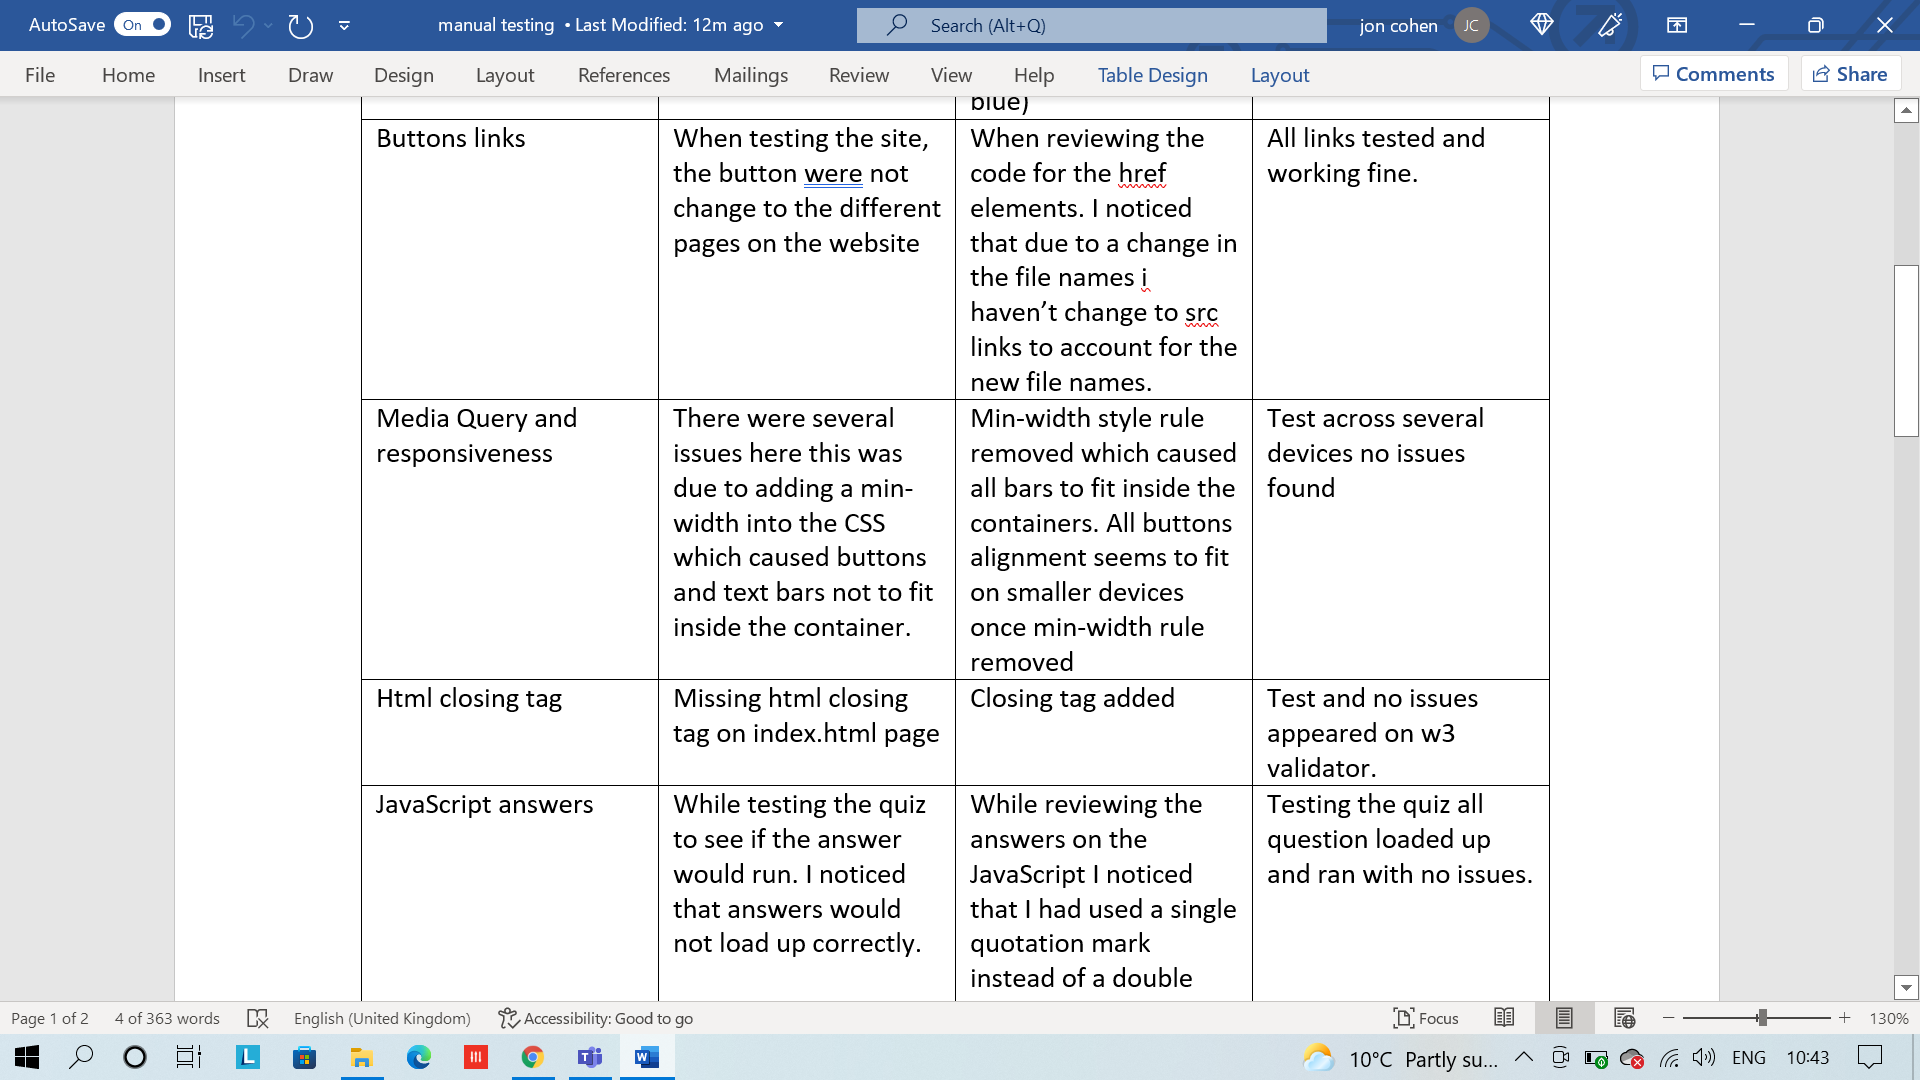 AutoSave On manual testing • Last Modified: 12m ago Search (Alt+Q) jon cohen JC
File Home Insert Draw Design Layout References Mailings Review View Help Table Design Layout Comments Share
blue)
Buttons links
When testing the site,
the button were not
change to the different
pages on the website
When reviewing the
code for the href
elements. I noticed
that due to a change in
the file names i
haven’t change to src
links to account for the
new file names.
All links tested and
working fine.
Media Query and
responsiveness
There were several
issues here this was
due to adding a min-
width into the CSS
which caused buttons
and text bars not to fit
inside the container.
Min-width style rule
removed which caused
all bars to fit inside the
containers. All buttons
alignment seems to fit
on smaller devices
once min-width rule
removed
Test across several
devices no issues
found
Html closing tag
Missing html closing
tag on index.html page
Closing tag added
Test and no issues
appeared on w3
validator.
JavaScript answers
While testing the quiz
to see if the answer
would run. I noticed
that answers would
not load up correctly.
While reviewing the
answers on the
JavaScript I noticed
that I had used a single
quotation mark
instead of a double
Testing the quiz all
question loaded up
and ran with no issues.
Page 1 of 2 4 of 363 words English (United Kingdom) Accessibility: Good to go Focus 130%
10°C Partly su... ENG 10:43